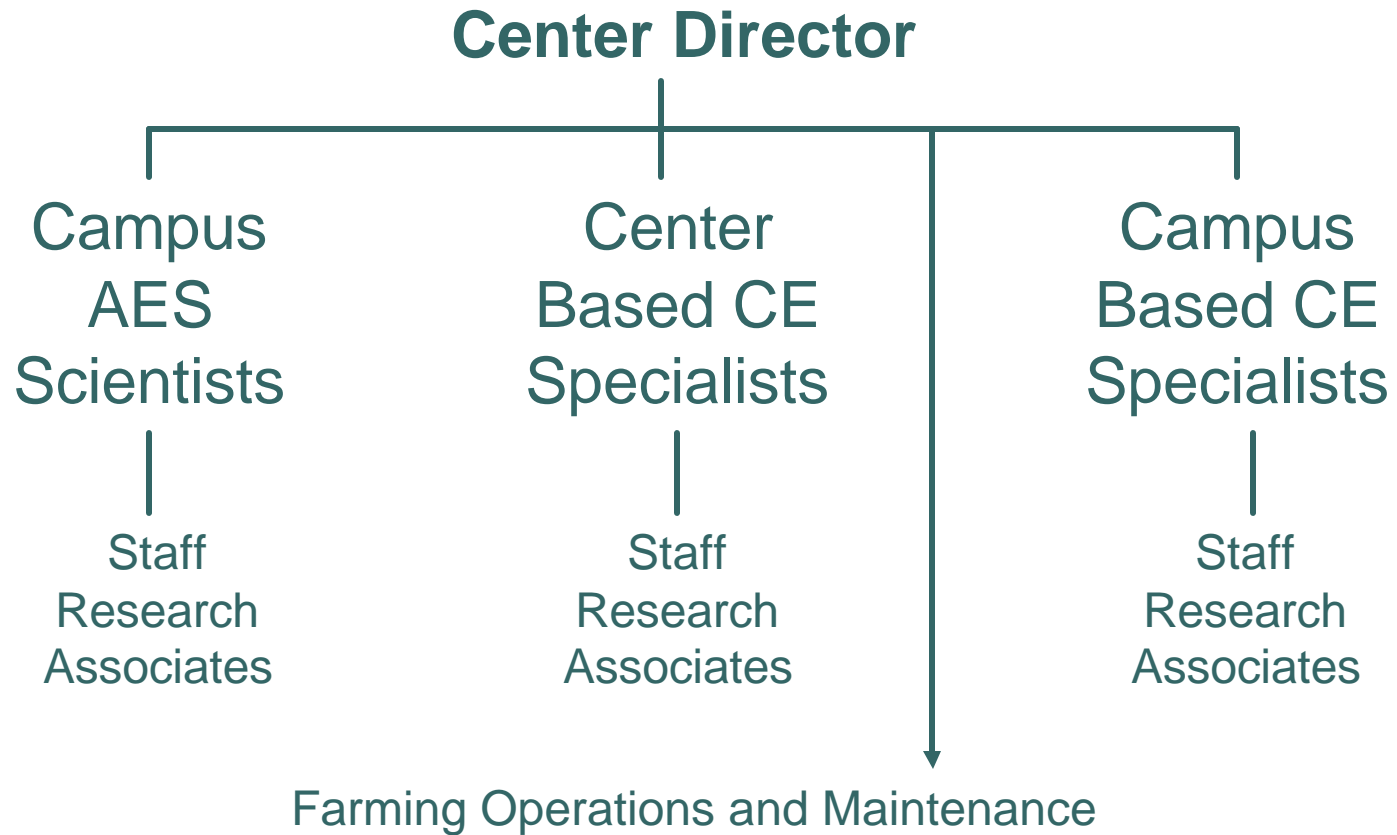 Center Director
Campus
AES
Scientists
Center
Based CE
Specialists
Campus
Based CE
Specialists
Staff
Research
Associates
Staff
Research
Associates
Staff
Research
Associates
Farming Operations and Maintenance